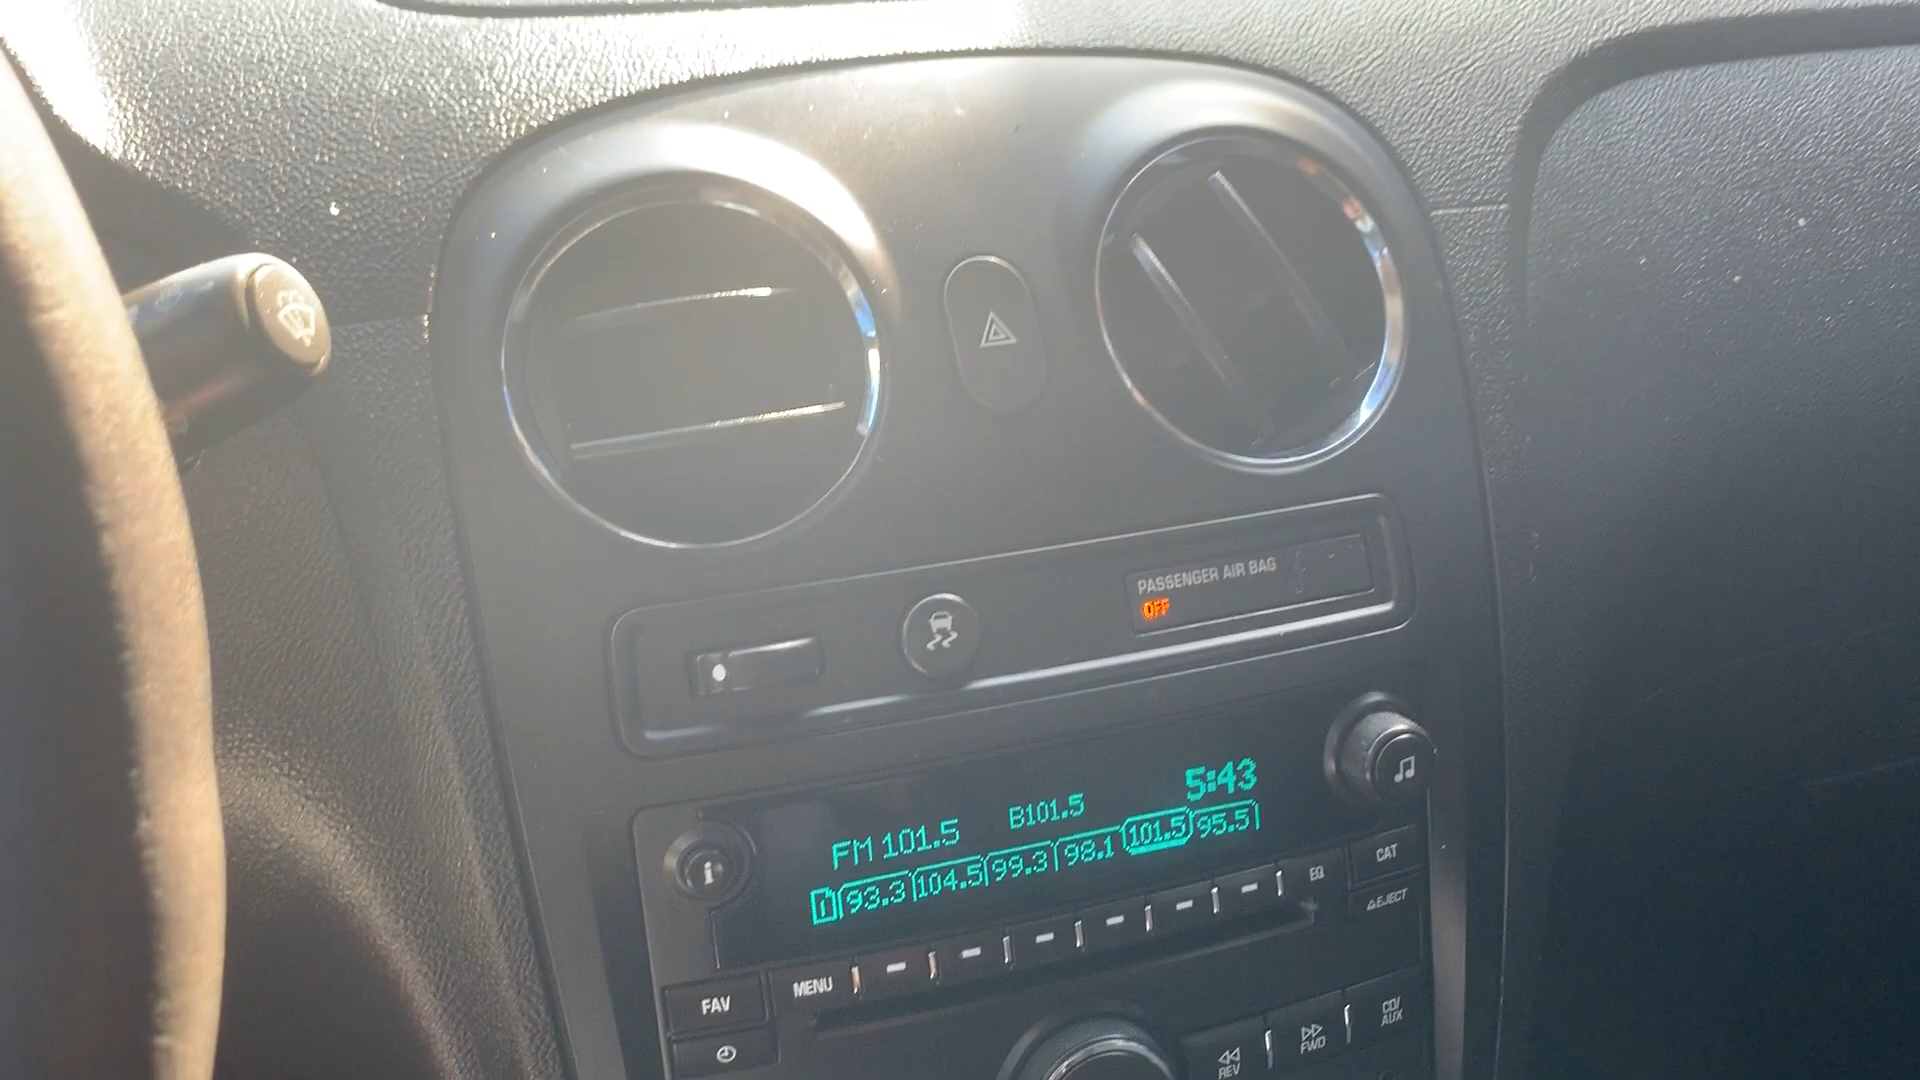 PASSENGER AIR BAG
OFF
5:43
FM 101.5 B101.5
1 93.3 104.5 99.3 98.1 101.5 95.5
i
EQ
CAT
EJECT
MENU
FAV
REV
FWD
CD/
AUX